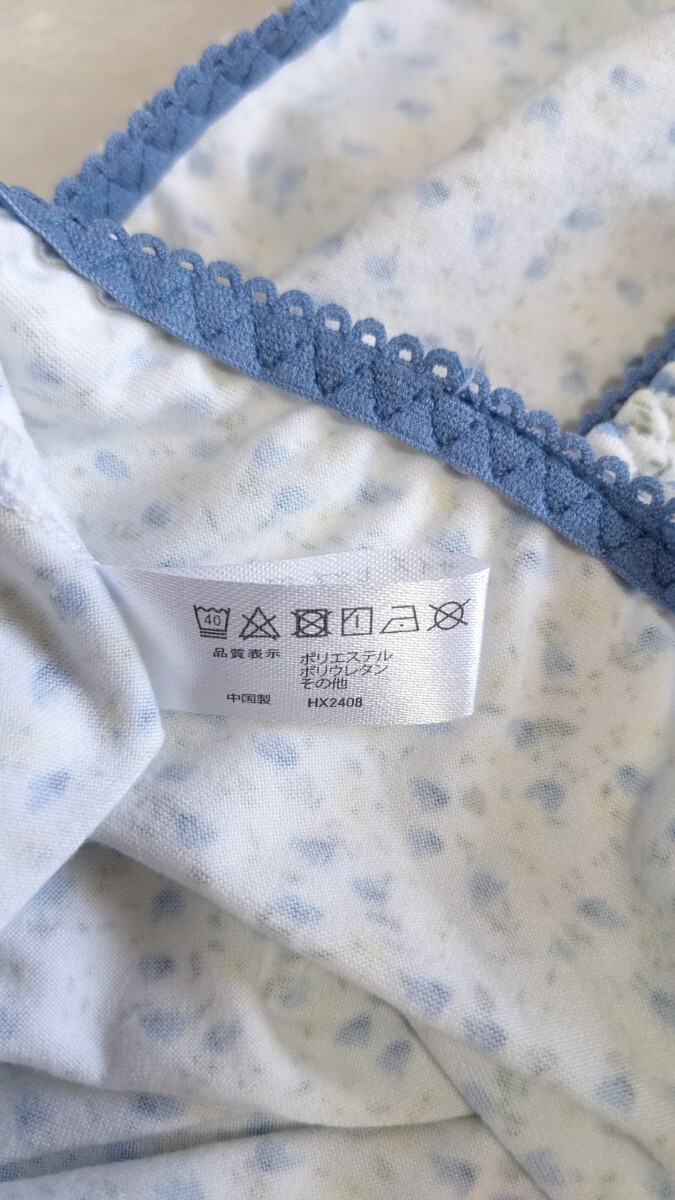 40
品質表示 ポリエステル
ポリウレタン
その他
中国製 HX2408